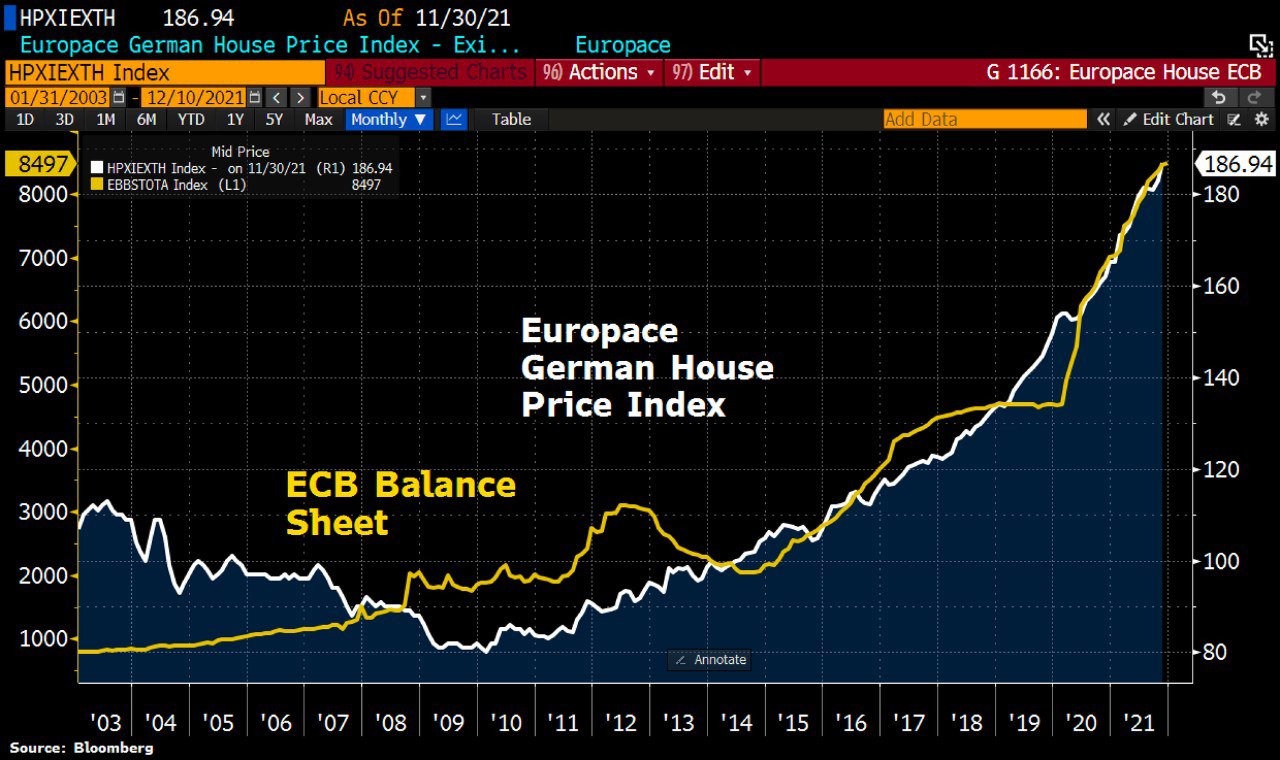 HPXIEXTH 186.94 As Of 11/30/21
Europace German House Price Index - Exi... Europace
HPXIEXTH Index 94) Suggested Charts 96) Actions 97) Edit G 1166: Europace House ECB
01/31/2003 - 12/10/2021 Local CCY
1D 3D 1M 6M YTD 1Y 5Y Max Monthly ▼ Table Add Data « Edit Chart
Mid Price
HPXIEXTH Index - on 11/30/21 (R1) 186.94
EBBSTOTA Index (L1) 8497
8497
8000
7000
6000
5000
4000
3000
2000
1000
Europace
German House
Price Index
ECB Balance
Sheet
186.94
180
160
140
120
100
80
Annotate
'03 '04 '05 '06 '07 '08 '09 '10 '11 '12 '13 '14 '15 '16 '17 '18 '19 '20 '21
Source: Bloomberg